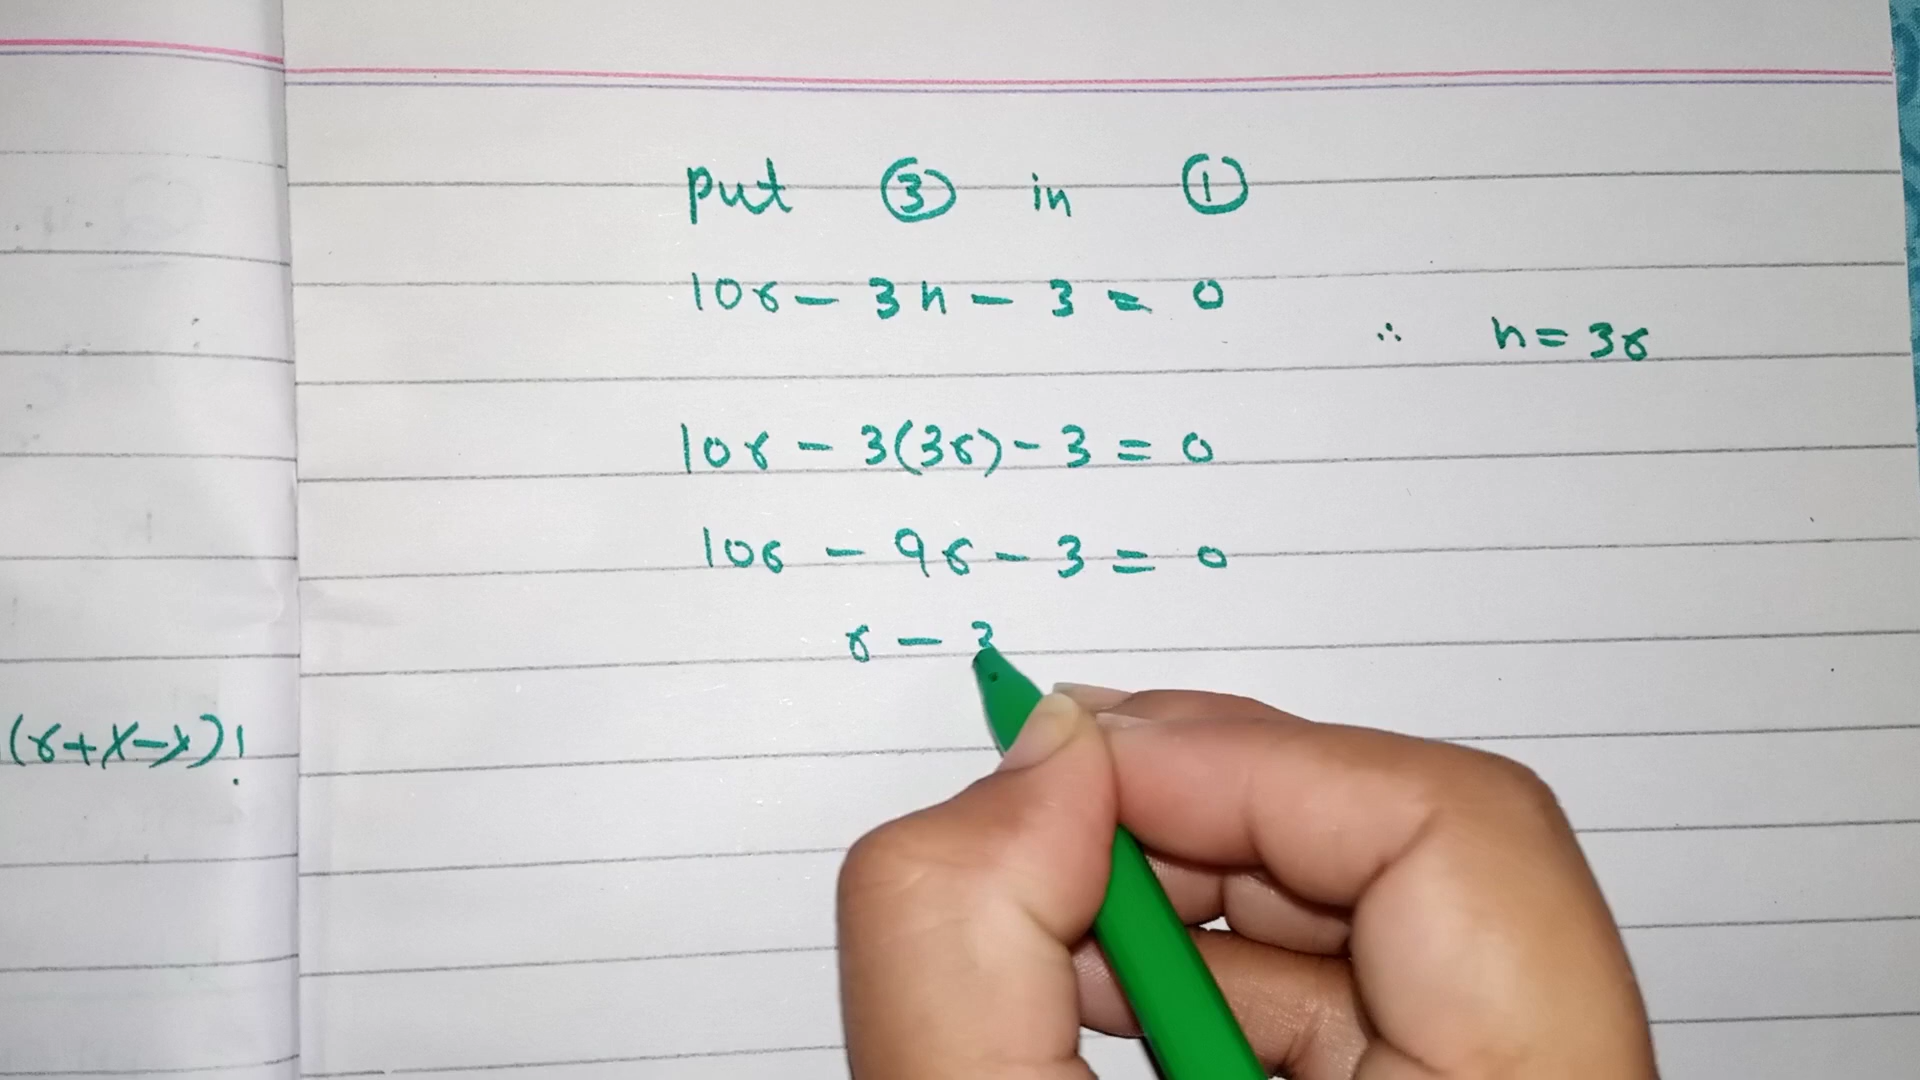 (r+x-x)!
put ③ in ①
10r - 3n - 3 = 0
∴ n = 3r
10r - 3(3r) - 3 = 0
10r - 9r - 3 = 0
r - 3